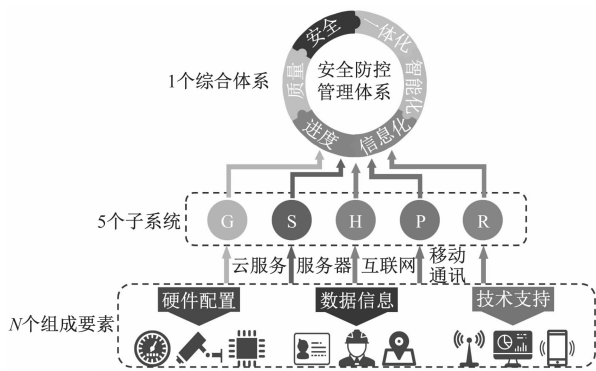 安全
一体化
智能化
信息化
进度
质量
安全防控
管理体系
1个综合体系
5个子系统
G
S
H
P
R
云服务
服务器
互联网
移动
通讯
N个组成要素
硬件配置
数据信息
技术支持